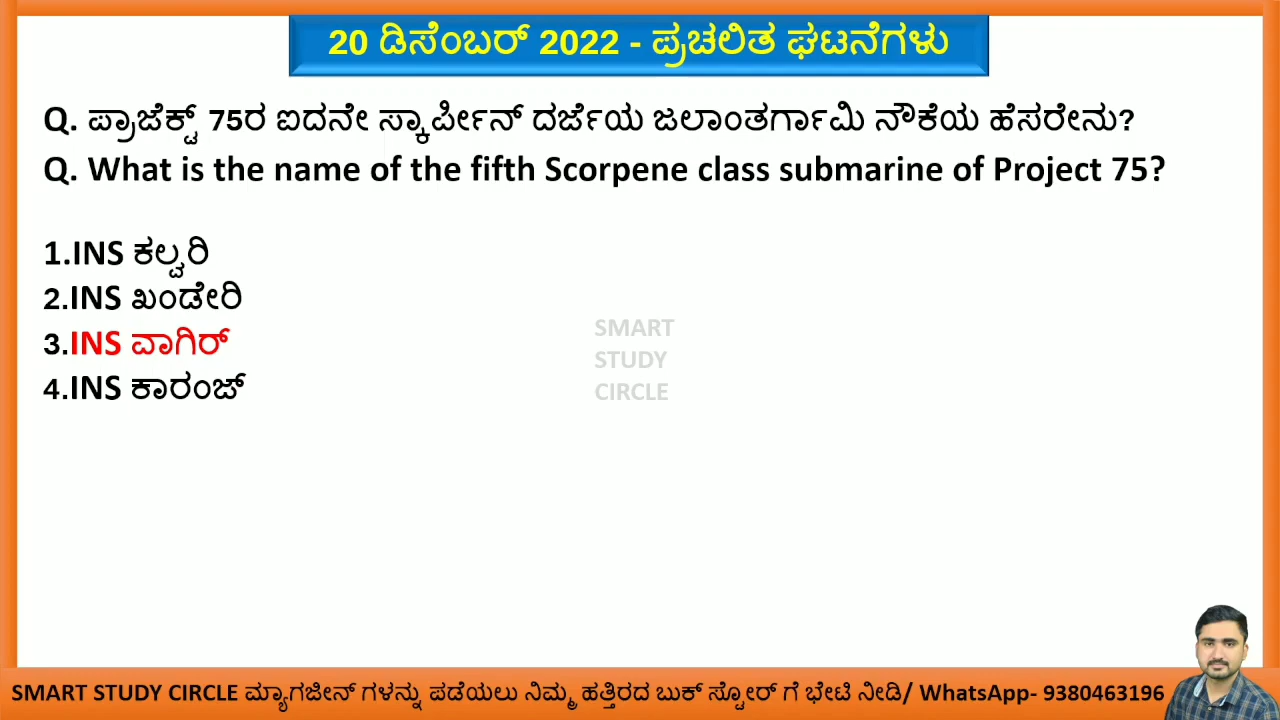 20 ಡಿಸೆಂಬರ್ 2022 - ಪ್ರಚಲಿತ ಘಟನೆಗಳು
Q. ಪ್ರಾಜೆಕ್ಟ್ 75ರ ಐದನೇ ಸ್ಕಾರ್ಪೀನ್ ದರ್ಜೆಯ ಜಲಾಂತರ್ಗಾಮಿ ನೌಕೆಯ ಹೆಸರೇನು?
Q. What is the name of the fifth Scorpene class submarine of Project 75?
1.INS ಕಲ್ವರಿ
2.INS ಖಂಡೇರಿ
3.INS ವಾಗಿರ್
4.INS ಕಾರಂಜ್
SMART
STUDY
CIRCLE
SMART STUDY CIRCLE ಮ್ಯಾಗಜೀನ್ ಗಳನ್ನು ಪಡೆಯಲು ನಿಮ್ಮ ಹತ್ತಿರದ ಬುಕ್ ಸ್ಟೋರ್ ಗೆ ಭೇಟಿ ನೀಡಿ/ WhatsApp- 9380463196